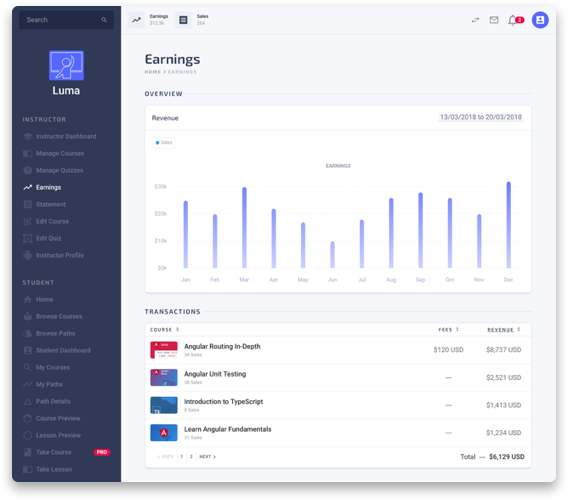 Search
Earnings
$12.3k
Sales
264
2
Luma
INSTRUCTOR
Instructor Dashboard
Manage Courses
Manage Quizzes
Earnings
Statement
Edit Course
Edit Quiz
Instructor Profile
STUDENT
Home
Browse Courses
Browse Paths
Student Dashboard
My Courses
My Paths
Path Details
Course Preview
Lesson Preview
Take Course PRO
Take Lesson
Earnings
HOME > EARNINGS
OVERVIEW
Revenue 13/03/2018 to 20/03/2018
Sales
EARNINGS
$30k
$20k
$10k
$0k
Jan Feb Mar Apr May Jun Jul Aug Sep Oct Nov Dec
TRANSACTIONS
COURSE FEES REVENUE
Angular Routing In-Depth $120 USD $8,737 USD
34 Sales
Angular Unit Testing — $2,521 USD
Introduction to TypeScript — $1,413 USD
TS
Learn Angular Fundamentals — $1,234 USD
31 Sales
< PREV 1 2 NEXT > Total — $6,129 USD